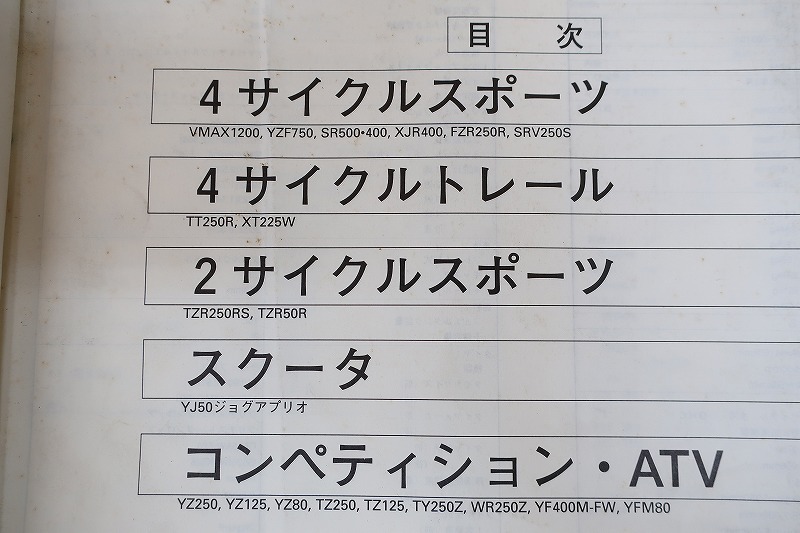 目 次
4サイクルスポーツ
VMAX1200, YZF750, SR500•400, XJR400, FZR250R, SRV250S
4サイクルトレール
TT250R, XT225W
2サイクルスポーツ
TZR250RS, TZR50R
スクータ
YJ50ジョグアプリオ
コンペティション・ATV
YZ250, YZ125, YZ80, TZ250, TZ125, TY250Z, WR250Z, YF400M-FW, YFM80